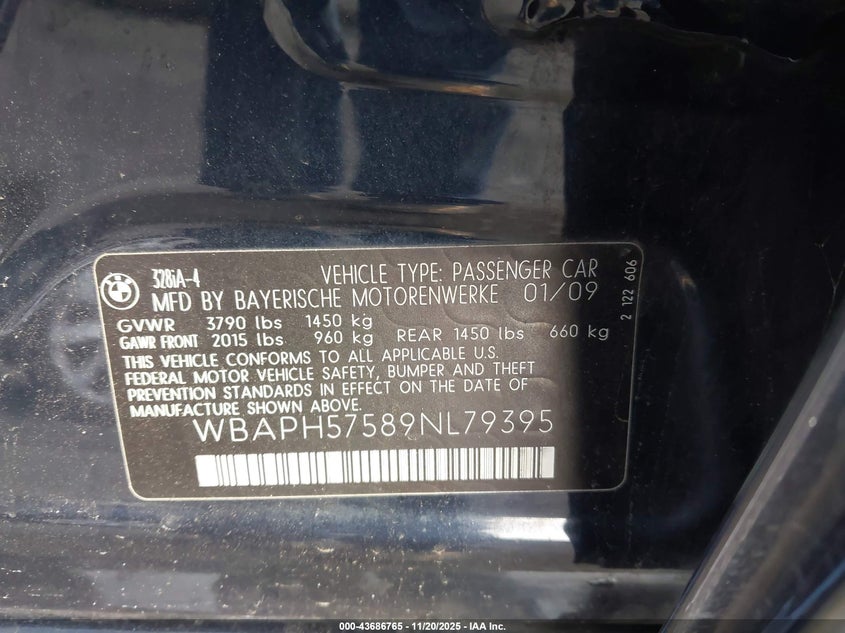 BMW
328iA-4 VEHICLE TYPE: PASSENGER CAR
MFD BY BAYERISCHE MOTORENWERKE 01/09
GVWR 3790 lbs 1450 kg
GAWR FRONT 2015 lbs 960 kg REAR 1450 lbs 660 kg
THIS VEHICLE CONFORMS TO ALL APPLICABLE U.S.
FEDERAL MOTOR VEHICLE SAFETY, BUMPER AND THEFT
PREVENTION STANDARDS IN EFFECT ON THE DATE OF
MANUFACTURE SHOWN ABOVE.
WBAPH57589NL79395
2 122 606
000-43686765 - 11/20/2025 - IAA Inc.